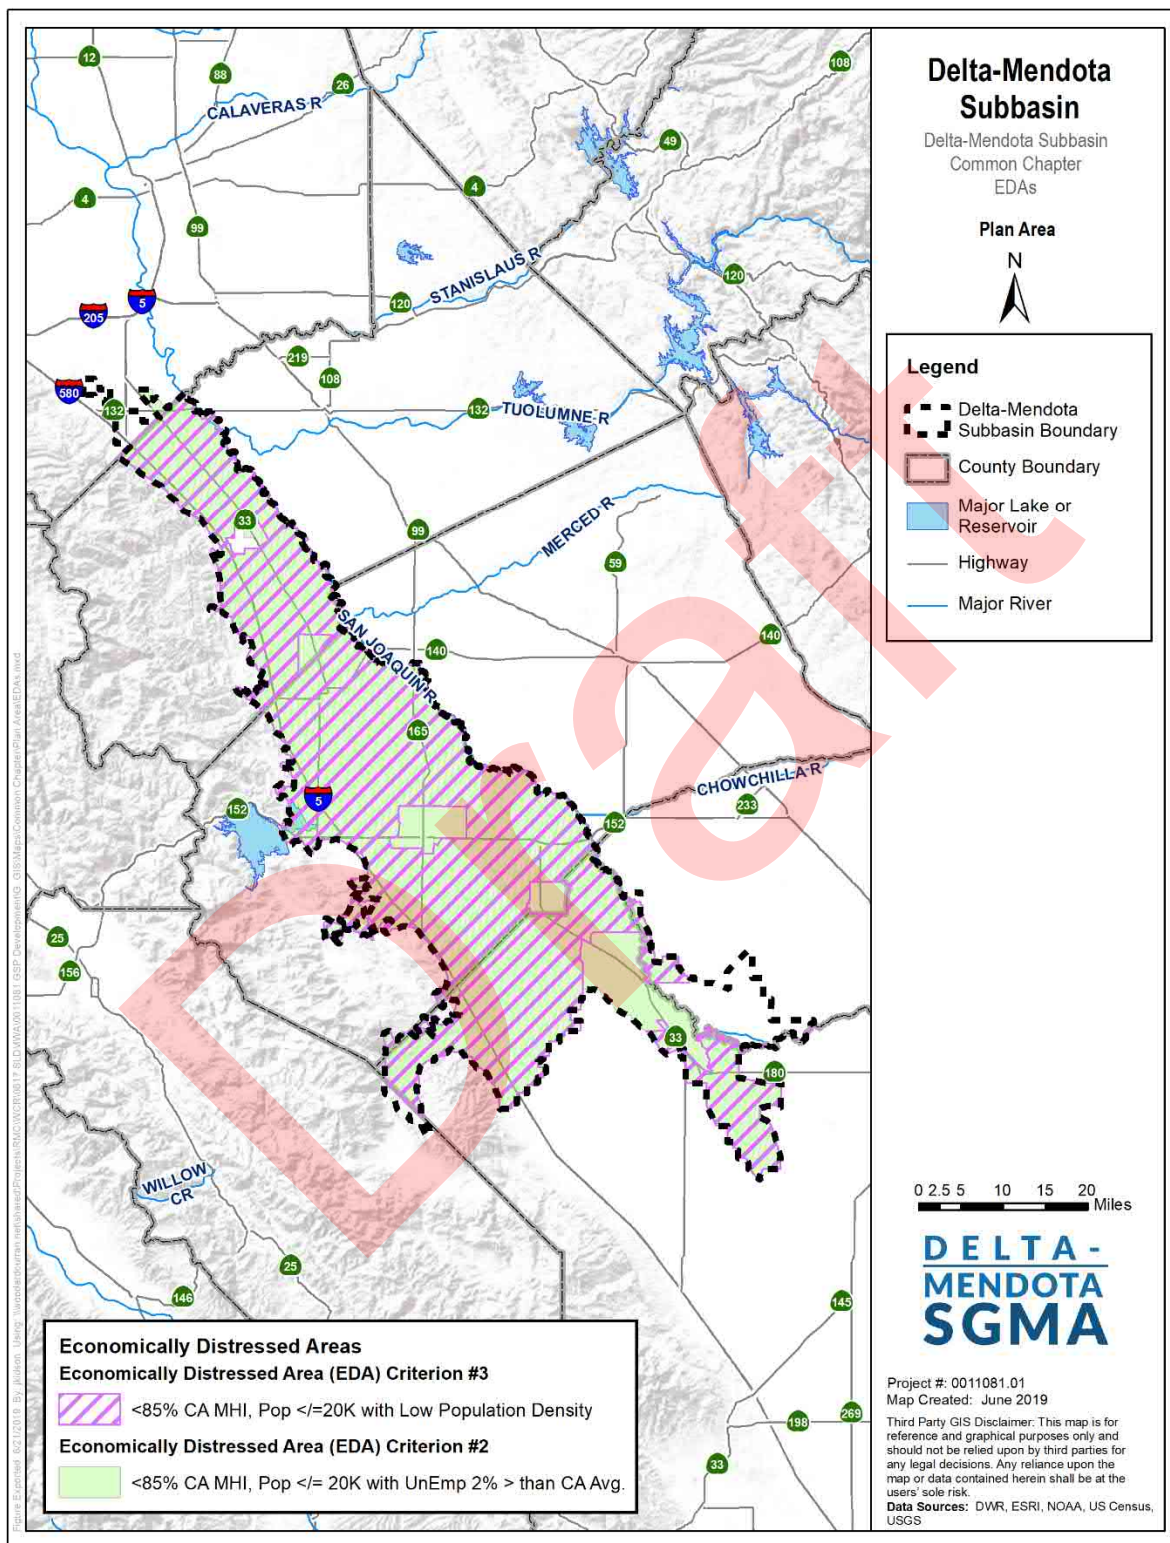 Delta-Mendota
Subbasin
Delta-Mendota Subbasin
Common Chapter
EDAs
Plan Area
N
Legend
Delta-Mendota
Subbasin Boundary
County Boundary
Major Lake or
Reservoir
Highway
Major River
0 2.5 5 10 15 20
Miles
DELTA-
MENDOTA
SGMA
Project #: 0011081.01
Map Created: June 2019
Third Party GIS Disclaimer: This map is for
reference and graphical purposes only and
should not be relied upon by third parties for
any legal decisions. Any reliance upon the
map or data contained herein shall be at the
users' sole risk.
Data Sources: DWR, ESRI, NOAA, US Census,
USGS
12
88
26
108
CALAVERAS R
49
4
4
99
STANISLAUS R
120
120
5
205
219
108
580
132
132
TUOLUMNE R
33
99
MERCED R
59
SAN JOAQUIN R
140
140
165
CHOWCHILLA R
5
152
233
152
25
156
33
180
WILLOW
CR
25
146
145
198
269
33
Draft
Economically Distressed Areas
Economically Distressed Area (EDA) Criterion #3
<85% CA MHI, Pop </=20K with Low Population Density
Economically Distressed Area (EDA) Criterion #2
<85% CA MHI, Pop </= 20K with UnEmp 2% > than CA Avg.